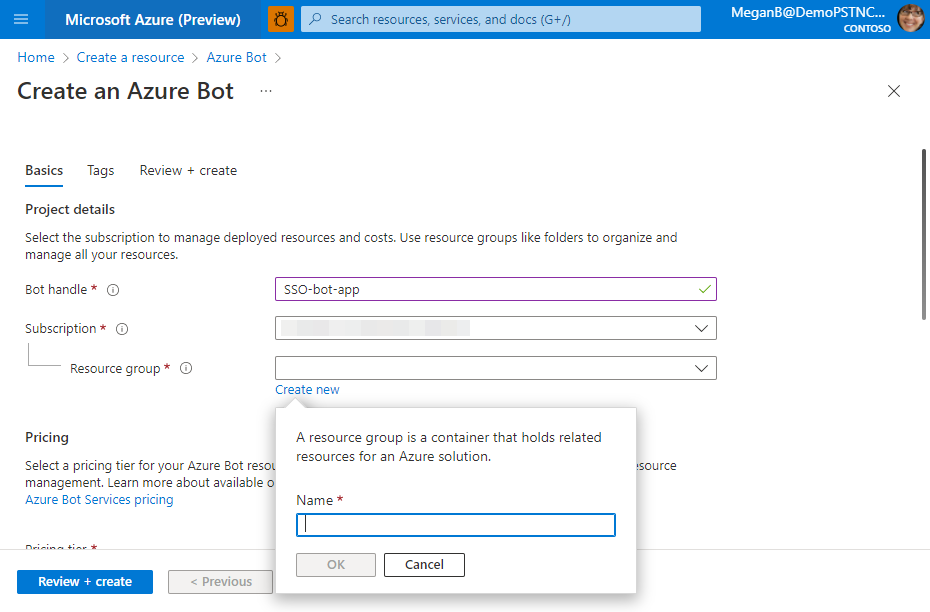 Microsoft Azure (Preview)
Search resources, services, and docs (G+/)
MeganB@DemoPSTNC...
CONTOSO
Home > Create a resource > Azure Bot >
Create an Azure Bot ...
Basics Tags Review + create
Project details
Select the subscription to manage deployed resources and costs. Use resource groups like folders to organize and
manage all your resources.
Bot handle *
SSO-bot-app
Subscription *
Resource group *
Create new
A resource group is a container that holds related
resources for an Azure solution.
Name *
OK Cancel
Pricing
Select a pricing tier for your Azure Bot resou
esource
management. Learn more about available o
Azure Bot Services pricing
Pricing tier *
Review + create < Previous